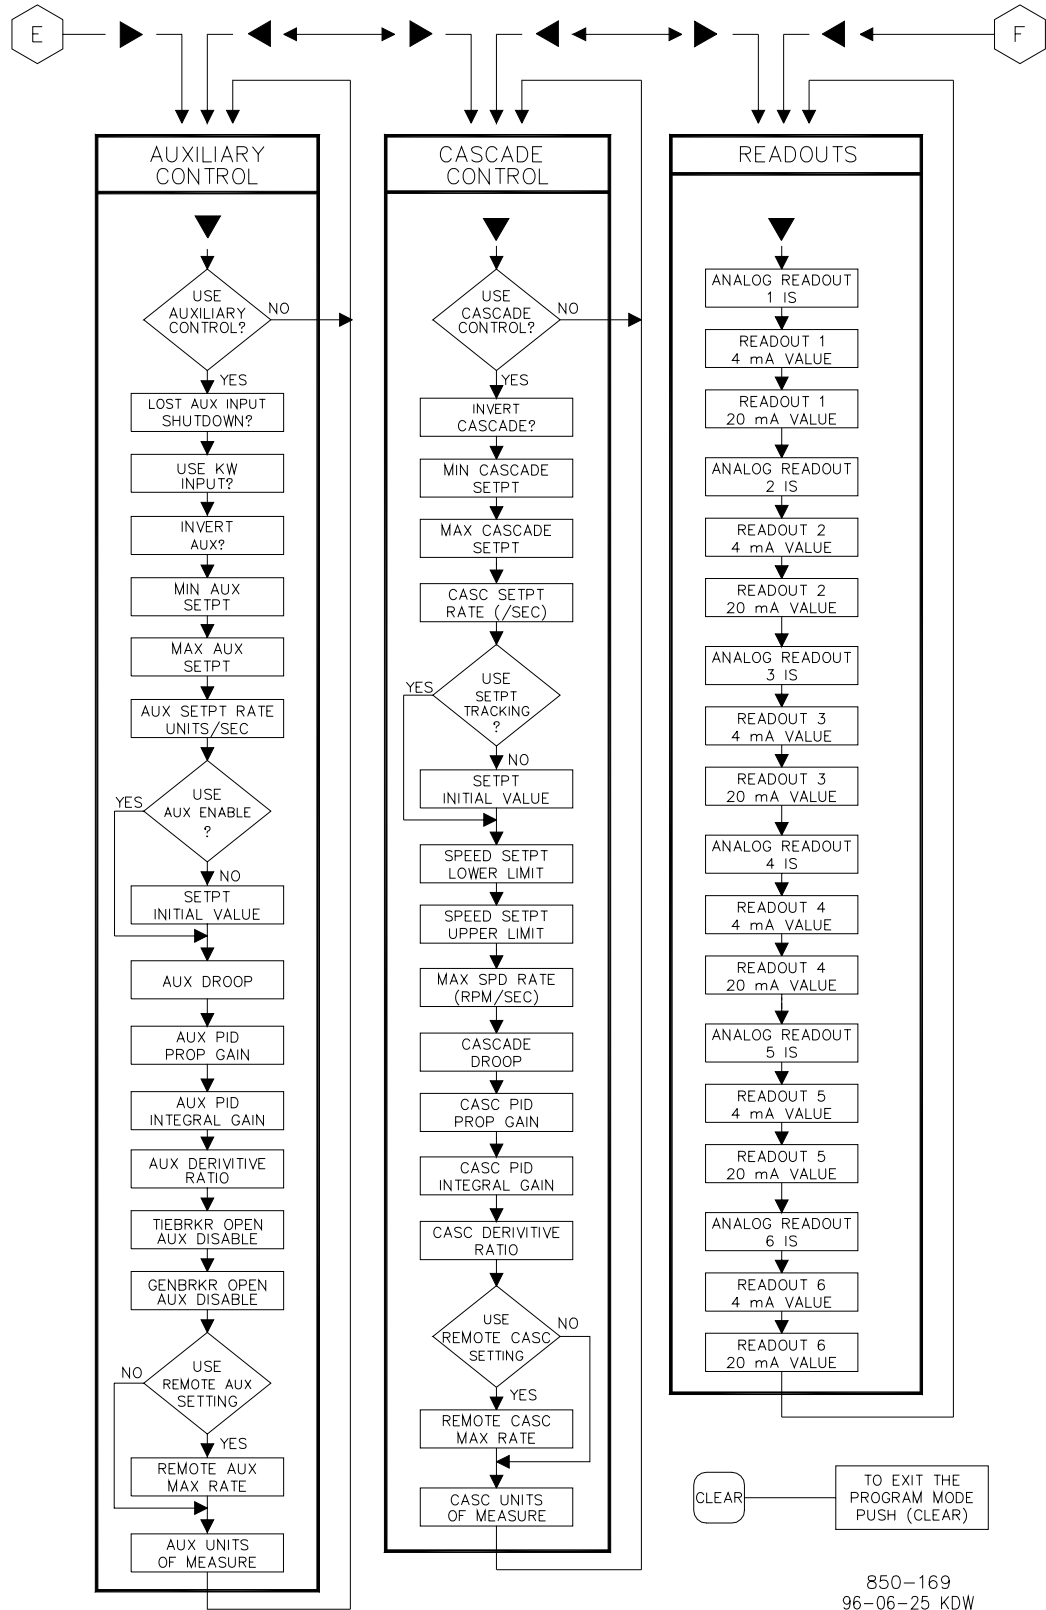 E
F
AUXILIARY
CONTROL
USE
AUXILIARY
CONTROL?
NO
YES
LOST AUX INPUT
SHUTDOWN?
USE KW
INPUT?
INVERT
AUX?
MIN AUX
SETPT
MAX AUX
SETPT
AUX SETPT RATE
UNITS/SEC
USE
AUX ENABLE
?
YES
NO
SETPT
INITIAL VALUE
AUX DROOP
AUX PID
PROP GAIN
AUX PID
INTEGRAL GAIN
AUX DERIVITIVE
RATIO
TIEBRKR OPEN
AUX DISABLE
GENBRKR OPEN
AUX DISABLE
USE
REMOTE AUX
SETTING
NO
YES
REMOTE AUX
MAX RATE
AUX UNITS
OF MEASURE
CASCADE
CONTROL
USE
CASCADE
CONTROL?
NO
YES
INVERT
CASCADE?
MIN CASCADE
SETPT
MAX CASCADE
SETPT
CASC SETPT
RATE (/SEC)
USE
SETPT
TRACKING
?
YES
NO
SETPT
INITIAL VALUE
SPEED SETPT
LOWER LIMIT
SPEED SETPT
UPPER LIMIT
MAX SPD RATE
(RPM/SEC)
CASCADE
DROOP
CASC PID
PROP GAIN
CASC PID
INTEGRAL GAIN
CASC DERIVITIVE
RATIO
USE
REMOTE CASC
SETTING
NO
YES
REMOTE CASC
MAX RATE
CASC UNITS
OF MEASURE
READOUTS
ANALOG READOUT
1 IS
READOUT 1
4 mA VALUE
READOUT 1
20 mA VALUE
ANALOG READOUT
2 IS
READOUT 2
4 mA VALUE
READOUT 2
20 mA VALUE
ANALOG READOUT
3 IS
READOUT 3
4 mA VALUE
READOUT 3
20 mA VALUE
ANALOG READOUT
4 IS
READOUT 4
4 mA VALUE
READOUT 4
20 mA VALUE
ANALOG READOUT
5 IS
READOUT 5
4 mA VALUE
READOUT 5
20 mA VALUE
ANALOG READOUT
6 IS
READOUT 6
4 mA VALUE
READOUT 6
20 mA VALUE
CLEAR
TO EXIT THE
PROGRAM MODE
PUSH (CLEAR)
850-169
96-06-25 KDW